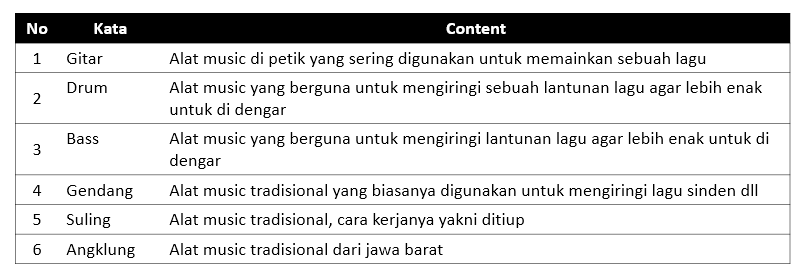 No Kata Content
1 Gitar Alat music di petik yang sering digunakan untuk memainkan sebuah lagu
2 Drum Alat music yang berguna untuk mengiringi sebuah lantunan lagu agar lebih enak
untuk di dengar
3 Bass Alat music yang berguna untuk mengiringi lantunan lagu agar lebih enak untuk di
dengar
4 Gendang Alat music tradisional yang biasanya digunakan untuk mengiringi lagu sinden dll
5 Suling Alat music tradisional, cara kerjanya yakni ditiup
6 Angklung Alat music tradisional dari jawa barat